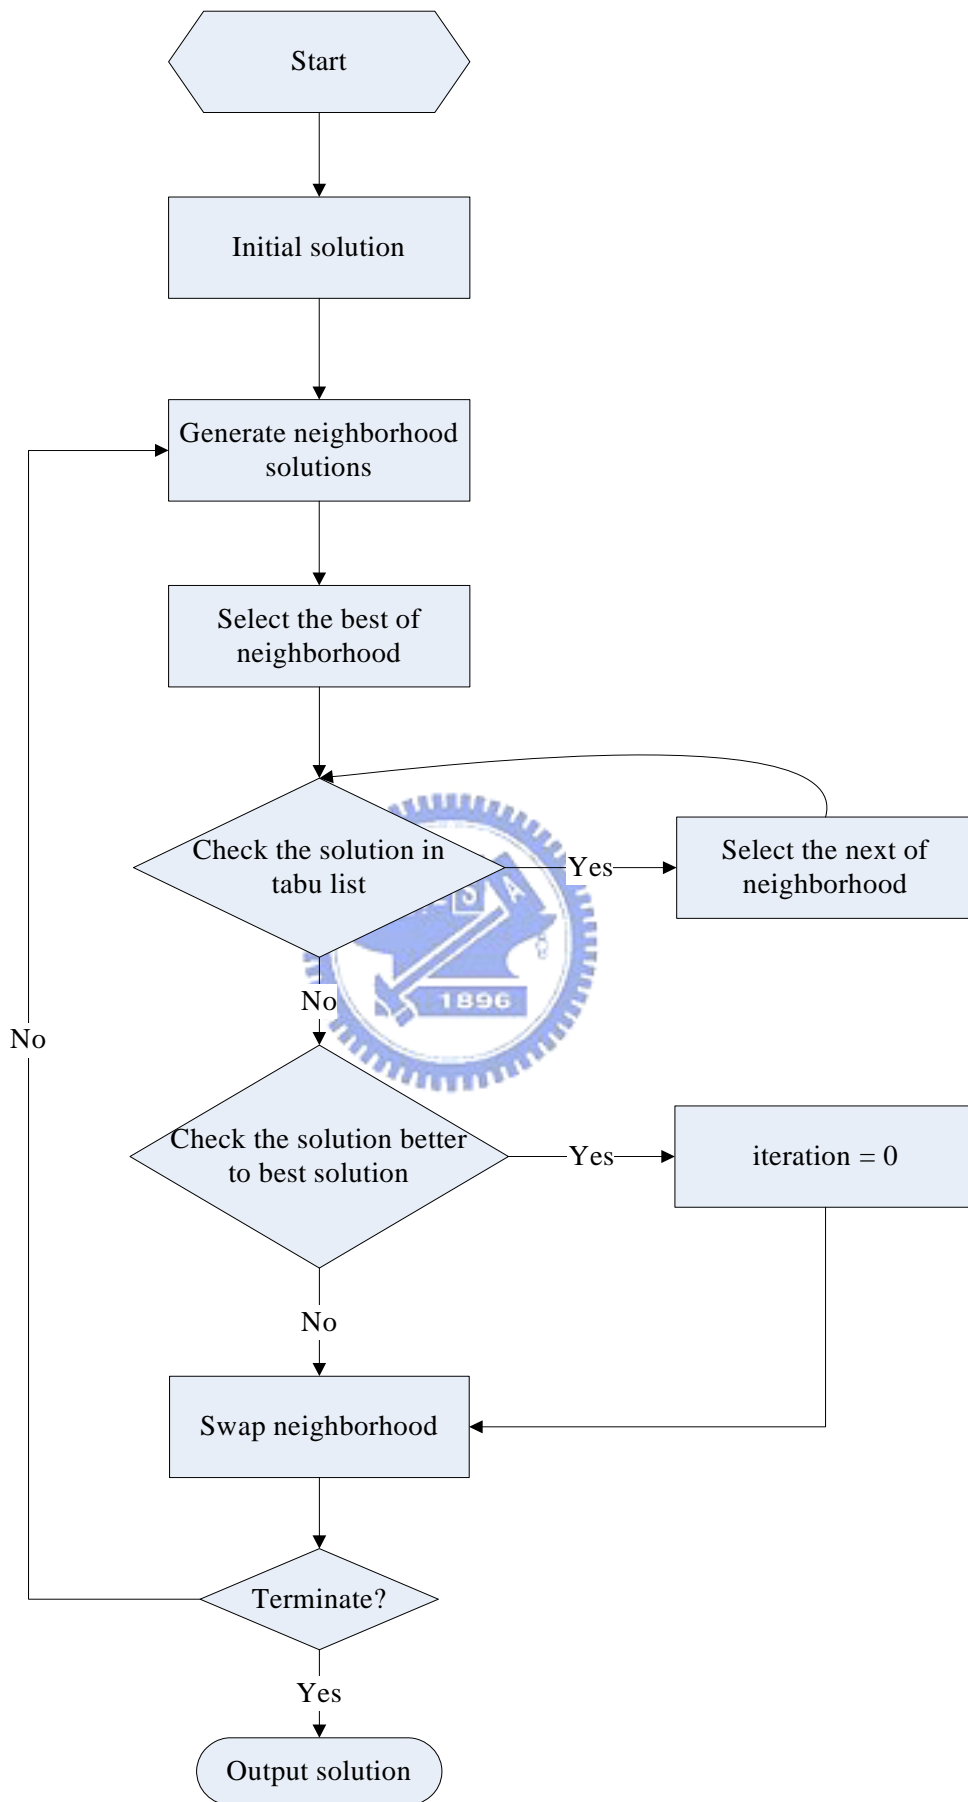 Start
Initial solution
Generate neighborhood
solutions
Select the best of
neighborhood
Check the solution in
tabu list
Yes
Select the next of
neighborhood
S A
1896
No
No
Check the solution better
to best solution
Yes
iteration = 0
No
Swap neighborhood
Terminate?
Yes
Output solution